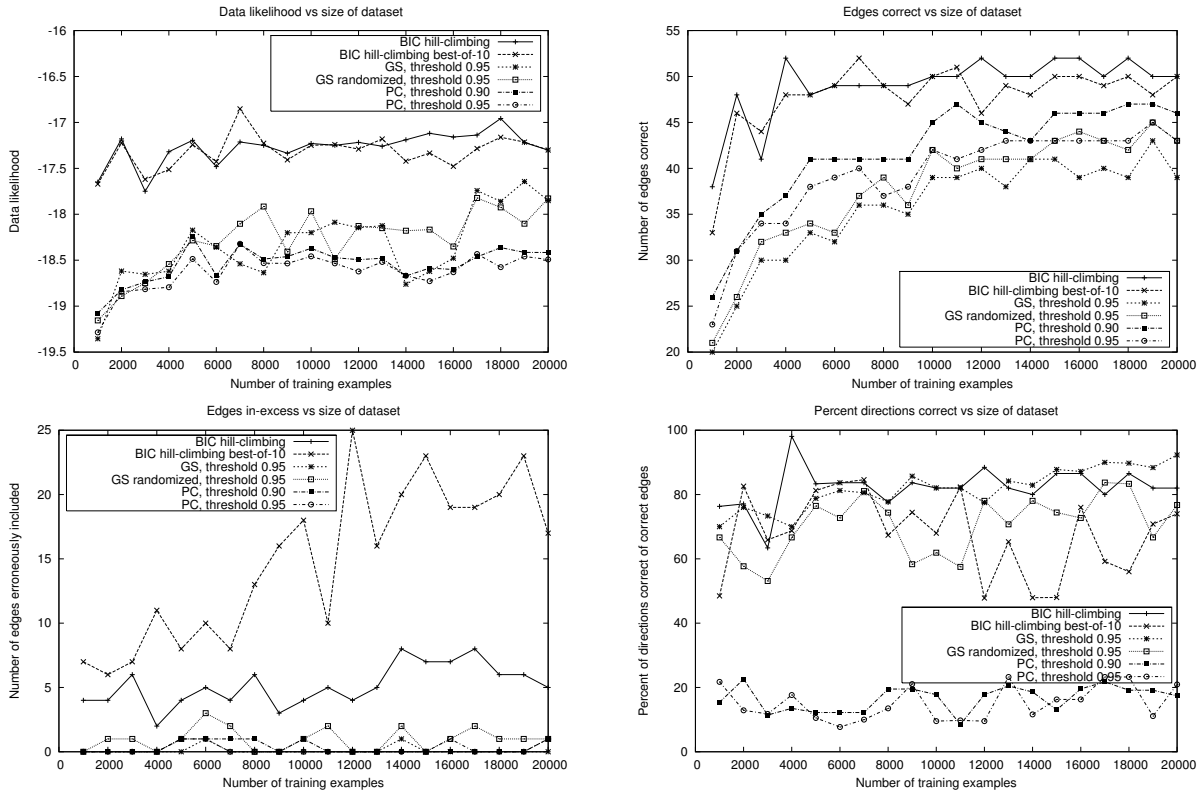 Data likelihood vs size of dataset
-16
-16.5
-17
-17.5
-18
-18.5
-19
-19.5
Data likelihood
BIC hill-climbing
BIC hill-climbing best-of-10
GS, threshold 0.95
GS randomized, threshold 0.95
PC, threshold 0.90
PC, threshold 0.95
0 2000 4000 6000 8000 10000 12000 14000 16000 18000 20000
Number of training examples
Edges correct vs size of dataset
55
50
45
40
35
30
25
20
Number of edges correct
BIC hill-climbing
BIC hill-climbing best-of-10
GS, threshold 0.95
GS randomized, threshold 0.95
PC, threshold 0.90
PC, threshold 0.95
0 2000 4000 6000 8000 10000 12000 14000 16000 18000 20000
Number of training examples
Edges in-excess vs size of dataset
25
20
15
10
5
0
Number of edges erroneously included
BIC hill-climbing
BIC hill-climbing best-of-10
GS, threshold 0.95
GS randomized, threshold 0.95
PC, threshold 0.90
PC, threshold 0.95
0 2000 4000 6000 8000 10000 12000 14000 16000 18000 20000
Number of training examples
Percent directions correct vs size of dataset
100
80
60
40
20
0
Percent of directions correct of correct edges
BIC hill-climbing
BIC hill-climbing best-of-10
GS, threshold 0.95
GS randomized, threshold 0.95
PC, threshold 0.90
PC, threshold 0.95
0 2000 4000 6000 8000 10000 12000 14000 16000 18000 20000
Number of training examples